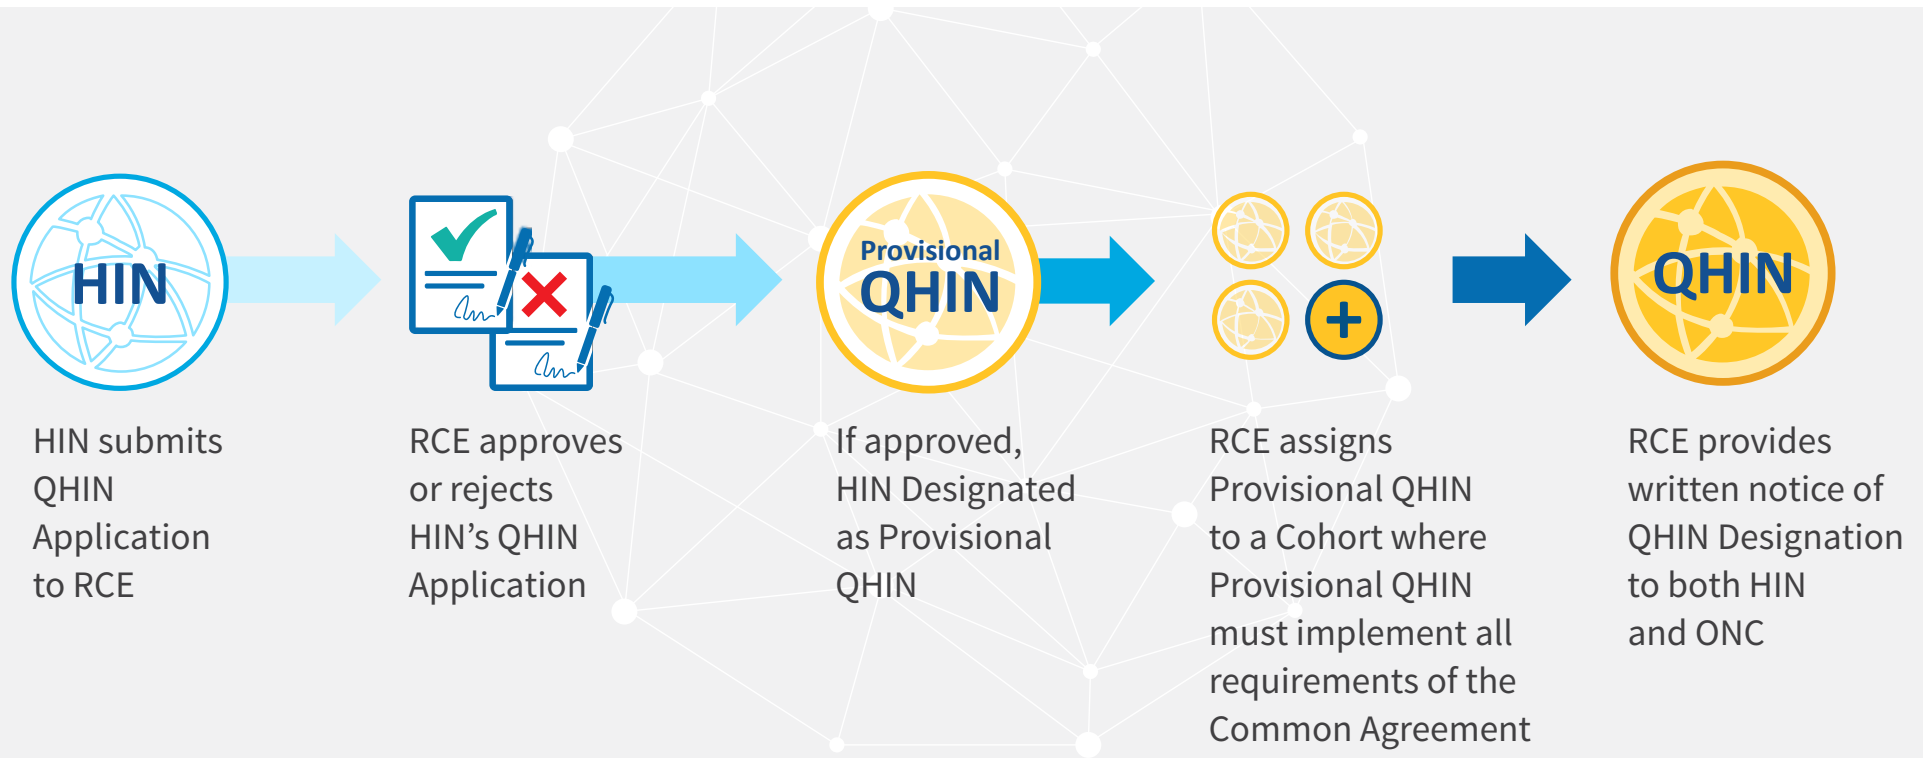 HIN
HIN submits
QHIN
Application
to RCE
RCE approves
or rejects
HIN’s QHIN
Application
Provisional
QHIN
If approved,
HIN Designated
as Provisional
QHIN
RCE assigns
Provisional QHIN
to a Cohort where
Provisional QHIN
must implement all
requirements of the
Common Agreement
QHIN
RCE provides
written notice of
QHIN Designation
to both HIN
and ONC